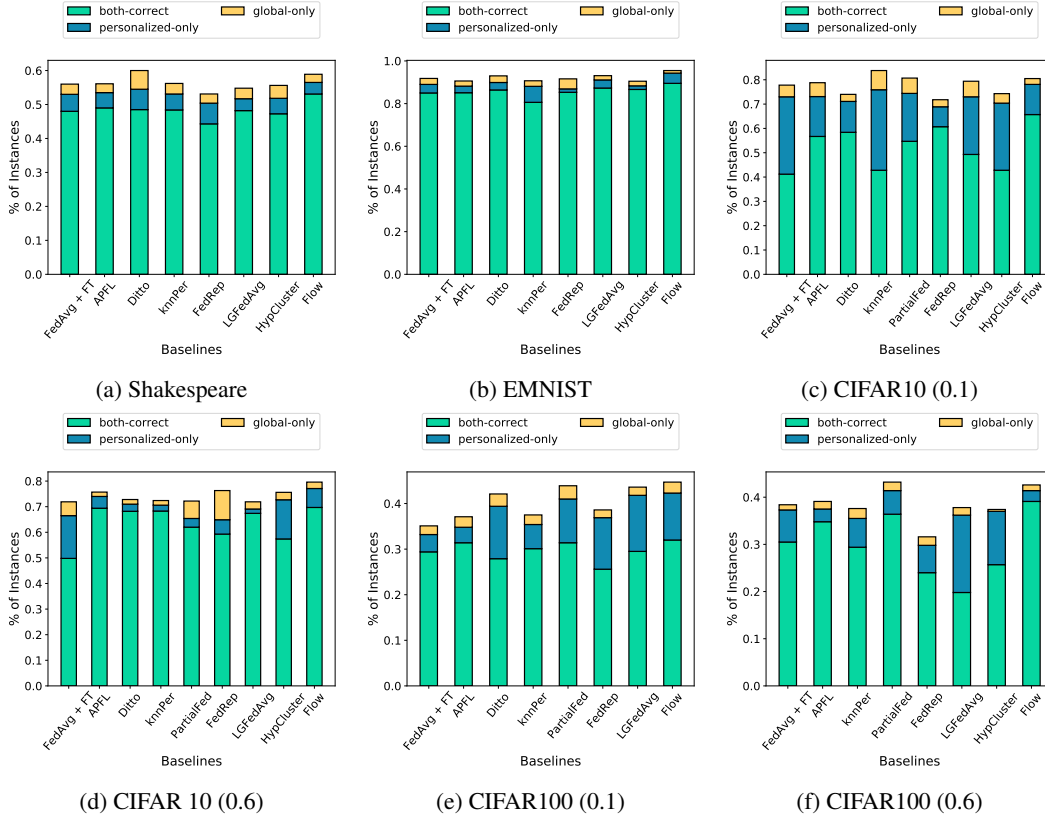 both-correct global-only
personalized-only
both-correct global-only
personalized-only
both-correct global-only
personalized-only
% of Instances
0.6
0.5
0.4
0.3
0.2
0.1
0.0
FedAvg + FT
APFL
Ditto
knnPer
FedRep
LGFedAvg
HypCluster
Flow
Baselines
% of Instances
1.0
0.8
0.6
0.4
0.2
0.0
FedAvg + FT
APFL
Ditto
knnPer
FedRep
LGFedAvg
HypCluster
Flow
Baselines
% of Instances
0.8
0.7
0.6
0.5
0.4
0.3
0.2
0.1
0.0
FedAvg + FT
APFL
Ditto
knnPer
PartialFed
FedRep
LGFedAvg
HypCluster
Flow
Baselines
(a) Shakespeare
(b) EMNIST
(c) CIFAR10 (0.1)
both-correct global-only
personalized-only
both-correct global-only
personalized-only
both-correct global-only
personalized-only
% of Instances
0.8
0.7
0.6
0.5
0.4
0.3
0.2
0.1
0.0
FedAvg + FT
APFL
Ditto
knnPer
PartialFed
FedRep
LGFedAvg
HypCluster
Flow
Baselines
% of Instances
0.4
0.3
0.2
0.1
0.0
FedAvg + FT
APFL
Ditto
knnPer
PartialFed
FedRep
LGFedAvg
Flow
Baselines
% of Instances
0.4
0.3
0.2
0.1
0.0
FedAvg + FT
APFL
knnPer
PartialFed
FedRep
LGFedAvg
HypCluster
Flow
Baselines
(d) CIFAR 10 (0.6)
(e) CIFAR100 (0.1)
(f) CIFAR100 (0.6)